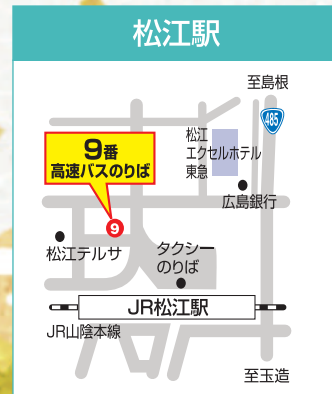 松江駅
至島根
485
松江
エクセルホテル
東急
9番
高速バスのりば
広島銀行
9
松江テルサ
タクシー
のりば
JR松江駅
JR山陰本線
至玉造